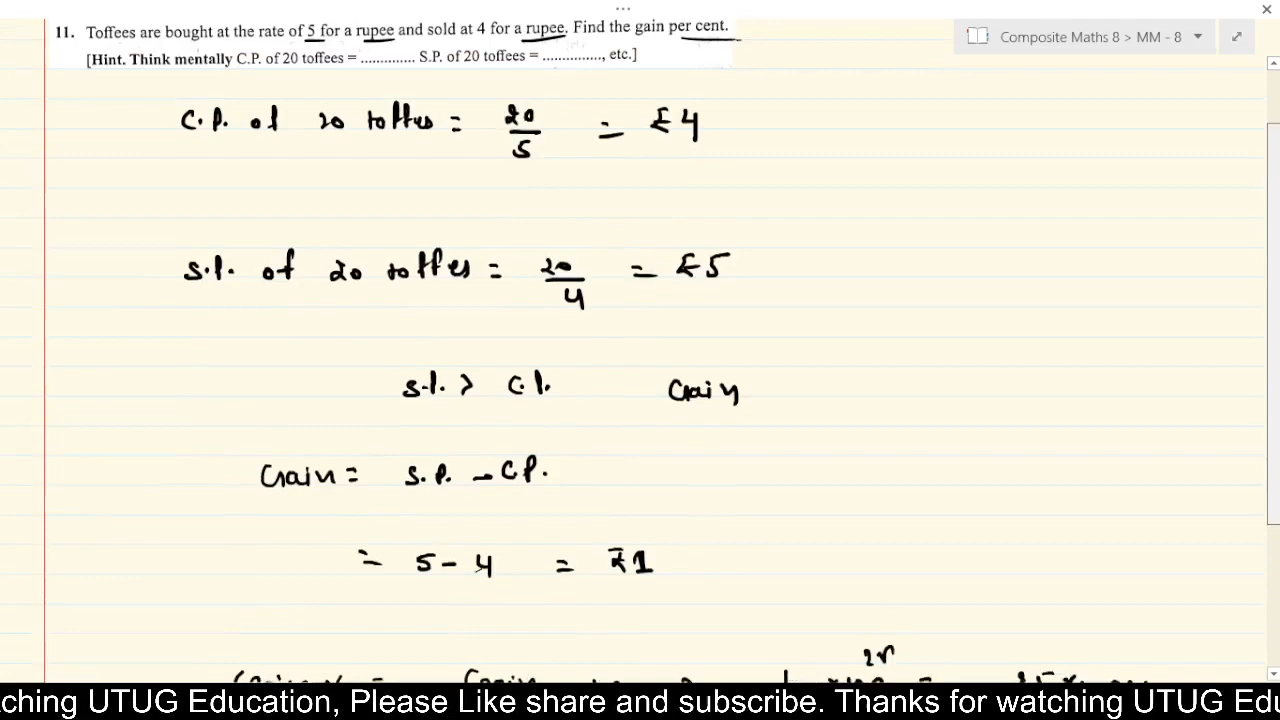 11. Toffees are bought at the rate of 5 for a rupee and sold at 4 for a rupee. Find the gain per cent.
[Hint. Think mentally C.P. of 20 toffees = ............. S.P. of 20 toffees = ..............., etc.]
Composite Maths 8 > MM - 8
C.P. of 20 toffes = 20/5 = ₹4
S.P. of 20 toffes = 20/4 = ₹5
S.P. > C.P. Gain
Gain = S.P. - C.P.
= 5 - 4 = ₹1
ching UTUG Education, Please Like share and subscribe. Thanks for watching UTUG Edu